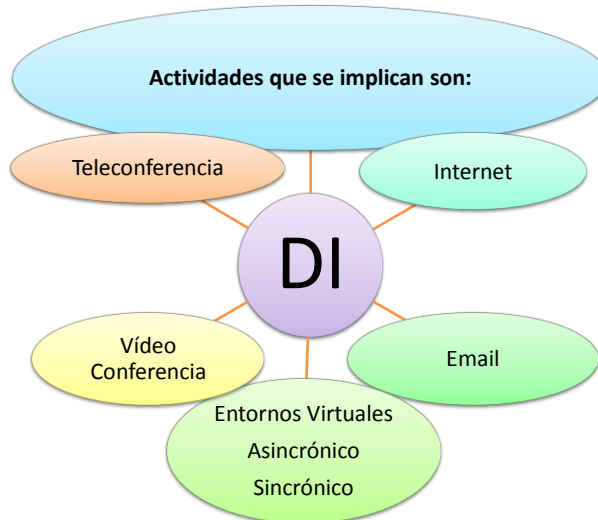 Actividades que se implican son:
Teleconferencia
Internet
DI
Vídeo
Conferencia
Email
Entornos Virtuales
Asincrónico
Sincrónico